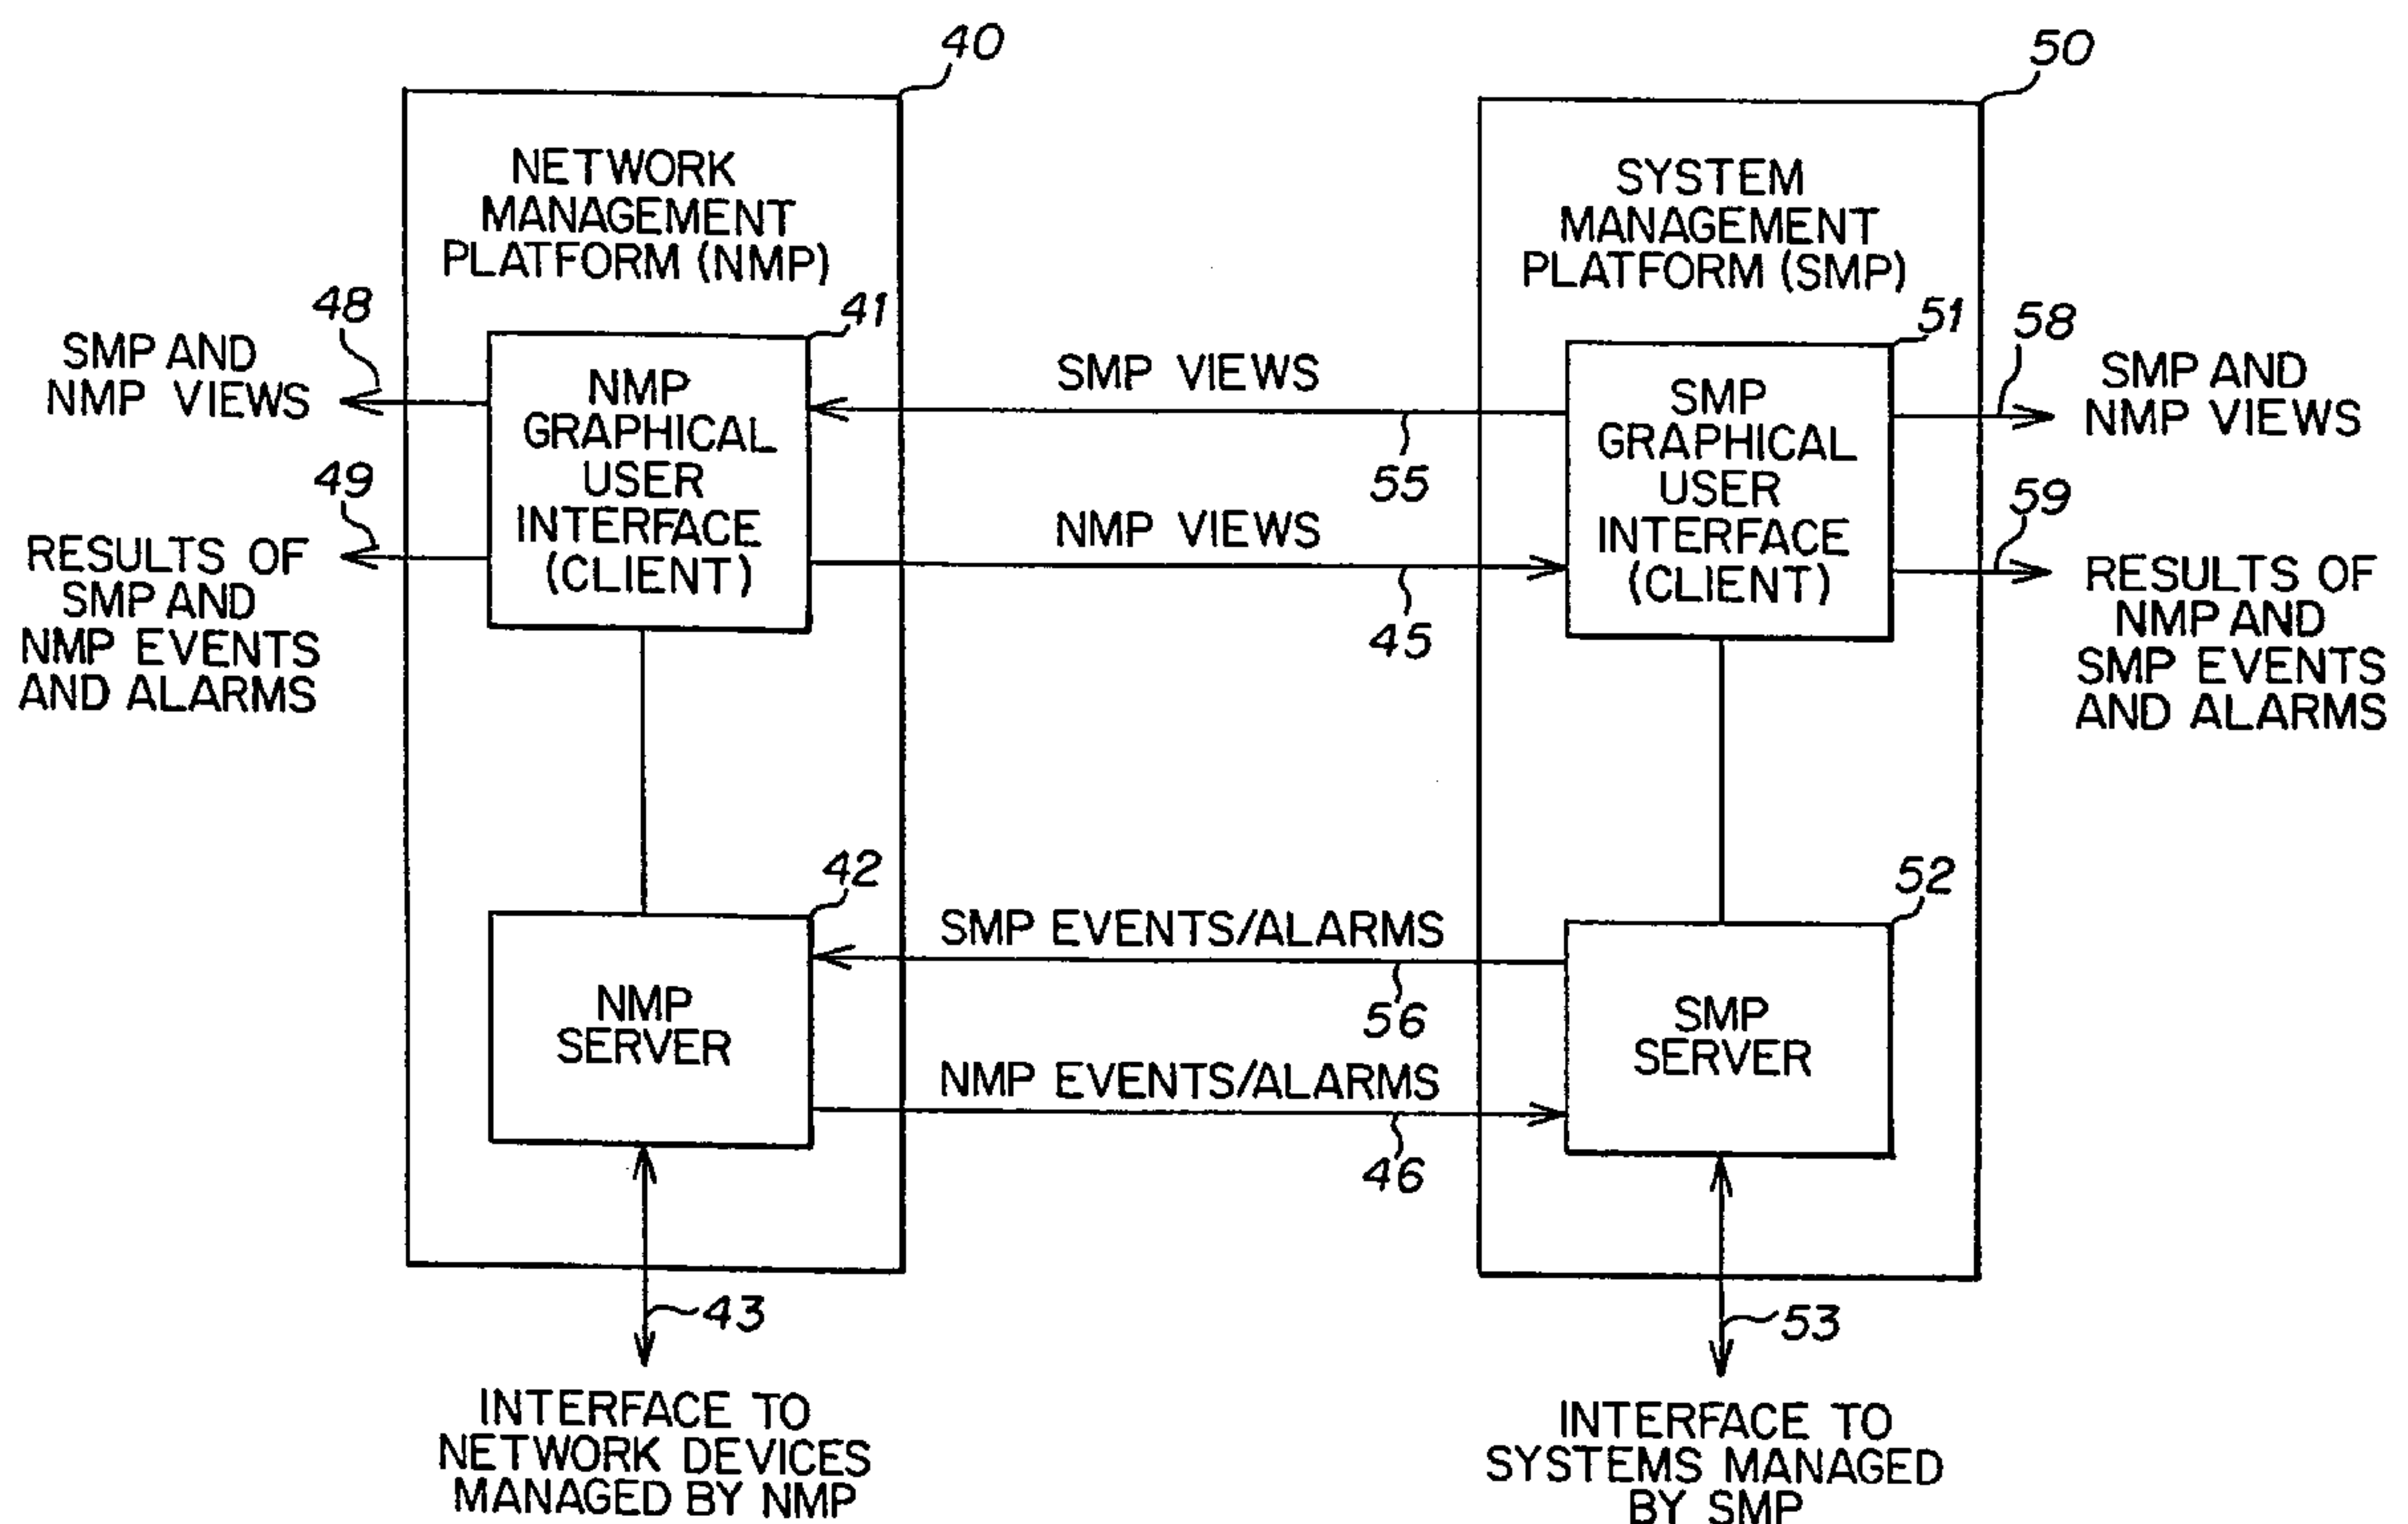 40
50
NETWORK
MANAGEMENT
PLATFORM (NMP)
SYSTEM
MANAGEMENT
PLATFORM (SMP)
48
41
51
58
SMP AND
NMP VIEWS
NMP
GRAPHICAL
USER
INTERFACE
(CLIENT)
SMP VIEWS
55
SMP
GRAPHICAL
USER
INTERFACE
(CLIENT)
SMP AND
NMP VIEWS
49
59
RESULTS OF
SMP AND
NMP EVENTS
AND ALARMS
NMP VIEWS
45
RESULTS OF
NMP AND
SMP EVENTS
AND ALARMS
42
52
NMP
SERVER
SMP EVENTS/ALARMS
56
NMP EVENTS/ALARMS
46
SMP
SERVER
43
53
INTERFACE TO
NETWORK DEVICES
MANAGED BY NMP
INTERFACE TO
SYSTEMS MANAGED
BY SMP